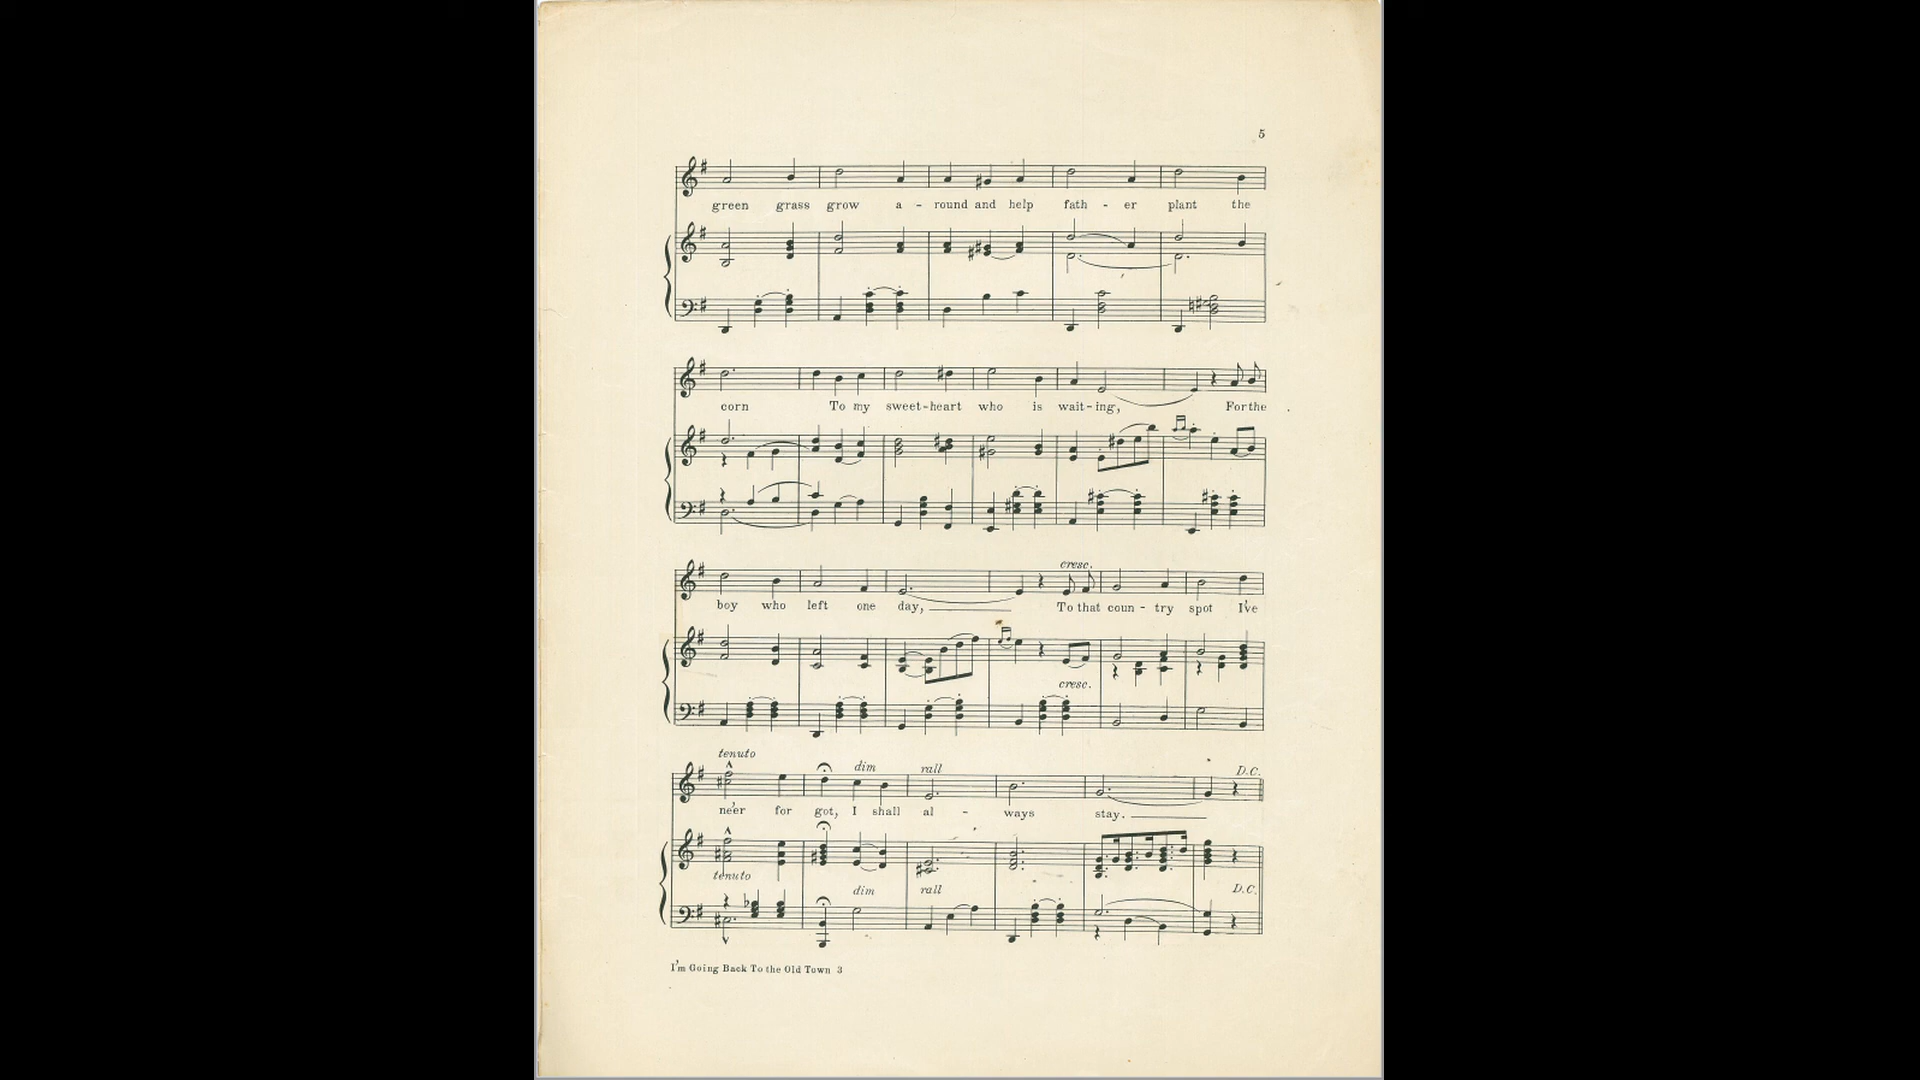 5
green grass grow a - round and help fath - er plant the
corn To my sweet-heart who is wait-ing, For the
cresc.
boy who left one day, To that coun - try spot I've
cresc.
tenuto dim rall D.C.
ne'er for got, I shall al - ways stay.
tenuto dim rall D.C.
I'm Going Back To the Old Town 3